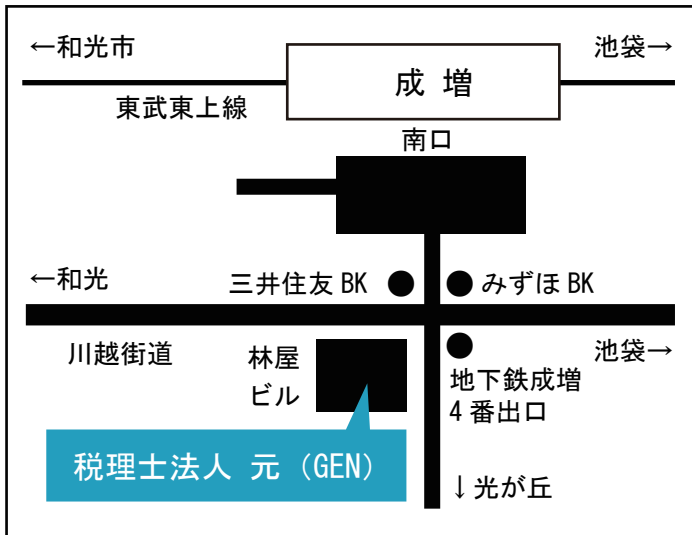 ←和光市
池袋→
成 増
東武東上線
南口
←和光
三井住友 BK
みずほ BK
川越街道
林屋
ビル
池袋→
地下鉄成増
4 番出口
税理士法人 元（GEN）
↓光が丘